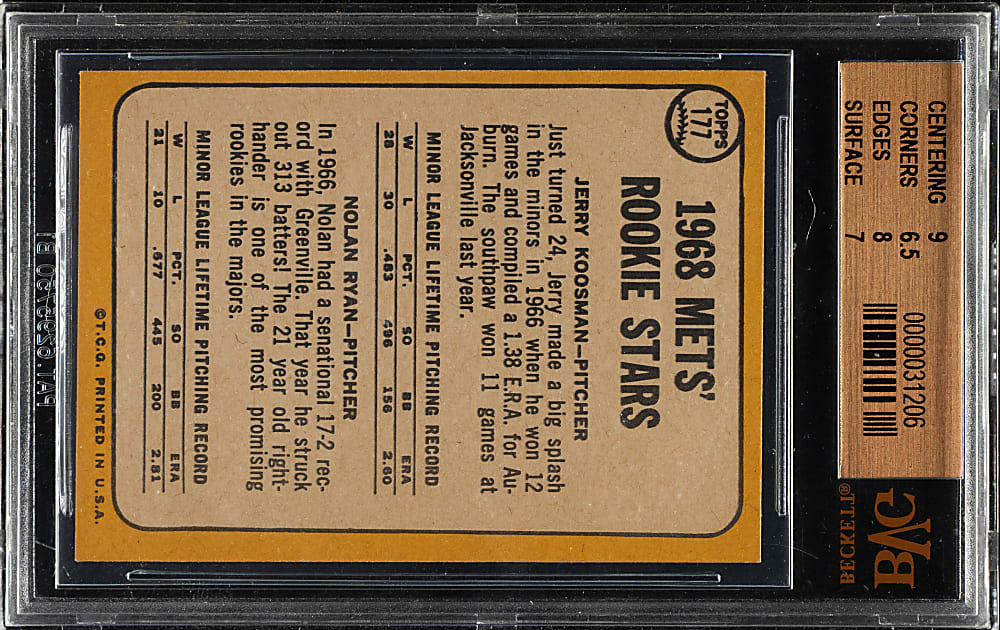 CENTERING 9
CORNERS 6.5
EDGES 8
SURFACE 7
0000031206
BECKETT®
TOPPS
177
1968 METS'
ROOKIE STARS
JERRY KOOSMAN—PITCHER
Just turned 24, Jerry made a big splash
in the minors in 1966 when he won 12
games and compiled a 1.38 E.R.A. for Au-
burn. The southpaw won 11 games at
Jacksonville last year.
MINOR LEAGUE LIFETIME PITCHING RECORD
W L PCT. SO BB ERA
28 30 .483 496 156 2.60
NOLAN RYAN—PITCHER
In 1966, Nolan had a sensational 17-2 rec-
ord with Greenville. That year he struck
out 313 batters! The 21 year old right-
hander is one of the most promising
rookies in the majors.
MINOR LEAGUE LIFETIME PITCHING RECORD
W L PCT. SO BB ERA
21 10 .677 445 200 2.81
©T.C.G. PRINTED IN U.S.A.